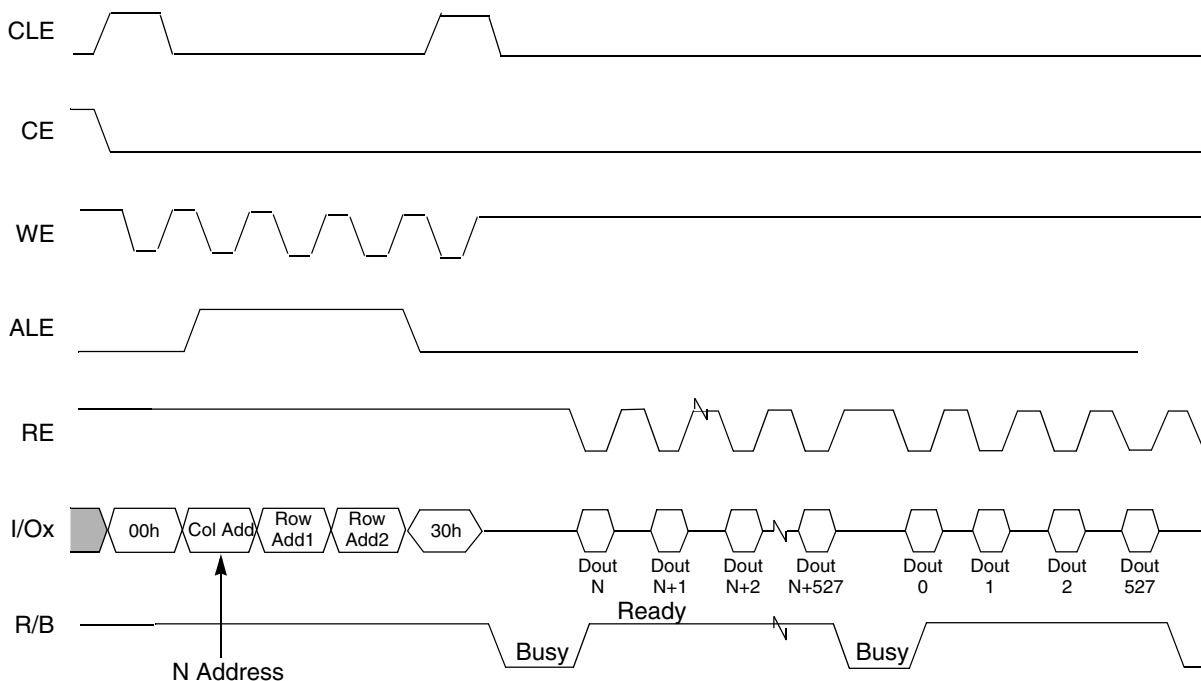 CLE
CE
WE
ALE
RE
I/Ox
00h
Col Add
Row
Add1
Row
Add2
30h
Dout
N
Dout
N+1
Dout
N+2
Dout
N+527
Dout
0
Dout
1
Dout
2
Dout
527
R/B
Busy
Ready
Busy
N Address